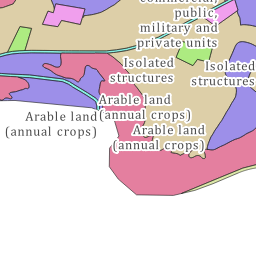 commercial,
public,
military and
private units
Isolated
structures
Isolated
structures
Arable land
(annual crops)
Arable land
(annual crops)
Arable land
(annual crops)